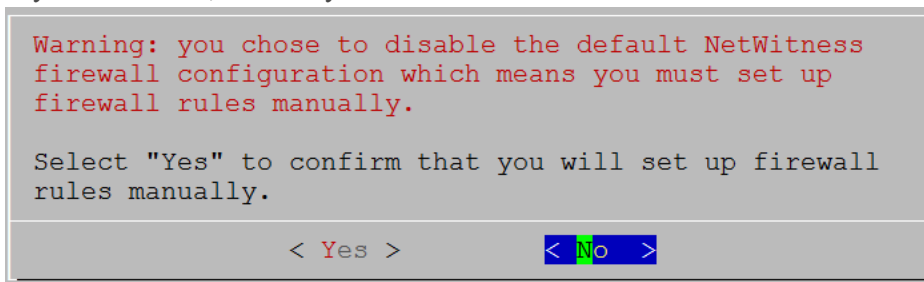 Warning: you chose to disable the default NetWitness
firewall configuration which means you must set up
firewall rules manually.
Select "Yes" to confirm that you will set up firewall
rules manually.
< Yes > < No >